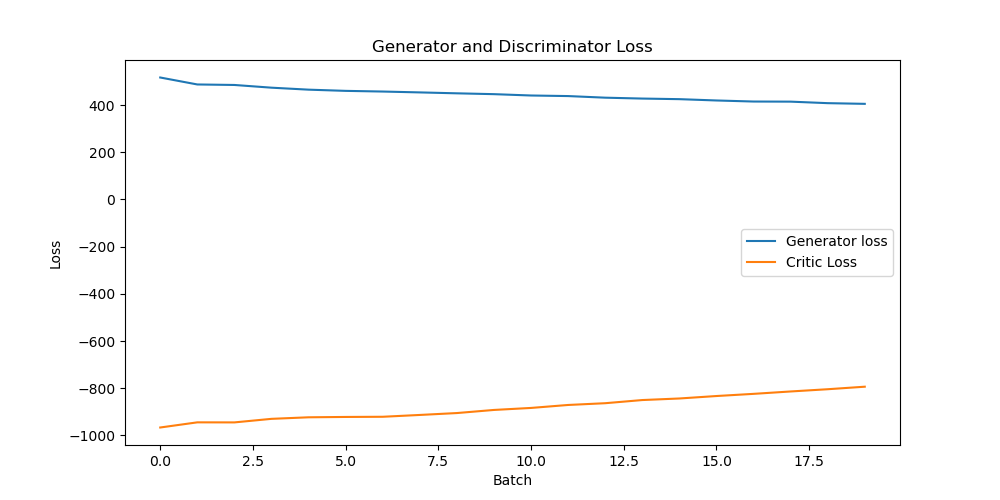 Generator and Discriminator Loss
400
200
0
−200
−400
−600
−800
−1000
Loss
Generator loss
Critic Loss
0.0 2.5 5.0 7.5 10.0 12.5 15.0 17.5
Batch